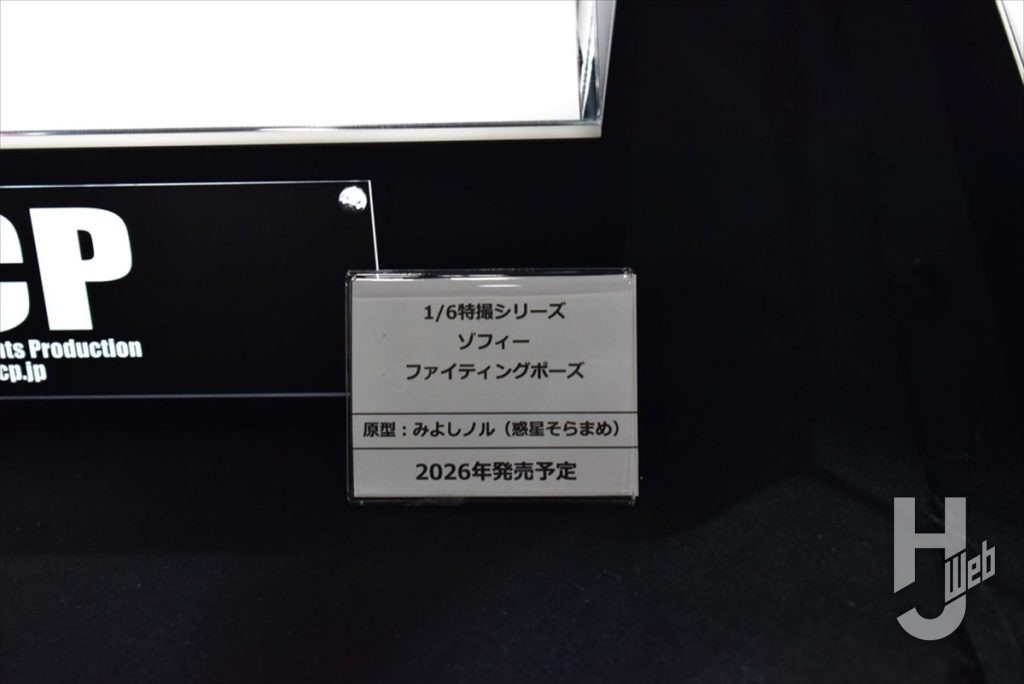 CP
nts Production
cp.jp
1/6特撮シリーズ
ゾフィー
ファイティングポーズ
原型：みよしノル（惑星そらまめ）
2026年発売予定
HJ Web